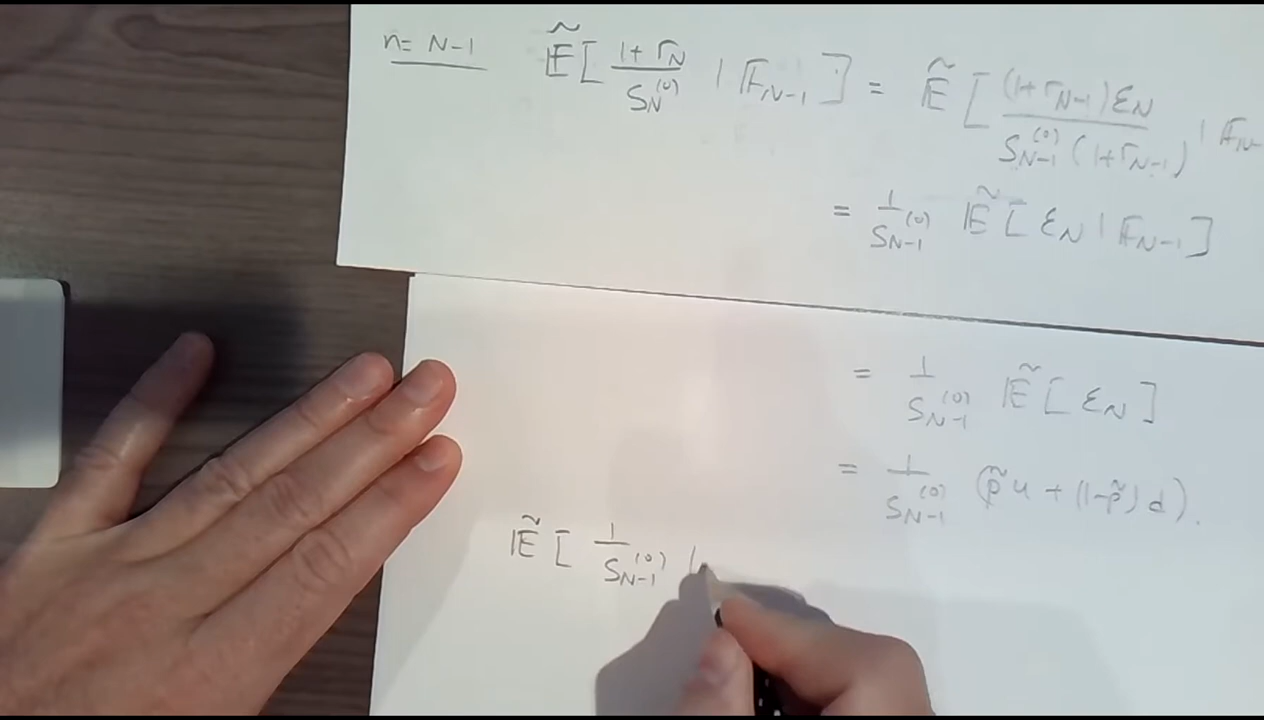 n = N-1 Ẽ[ (1+r_N)/S_N^(0) | F_{N-1} ] = Ẽ[ (1+r_{N-1})ε_N / S_{N-1}^(0) (1+r_{N-1}) | F_{N-
= 1/S_{N-1}^(0) Ẽ[ ε_N | F_{N-1} ]
= 1/S_{N-1}^(0) Ẽ[ ε_N ]
= 1/S_{N-1}^(0) (p̃u + (1-p̃)d).
Ẽ[ 1/S_{N-1}^(0) (